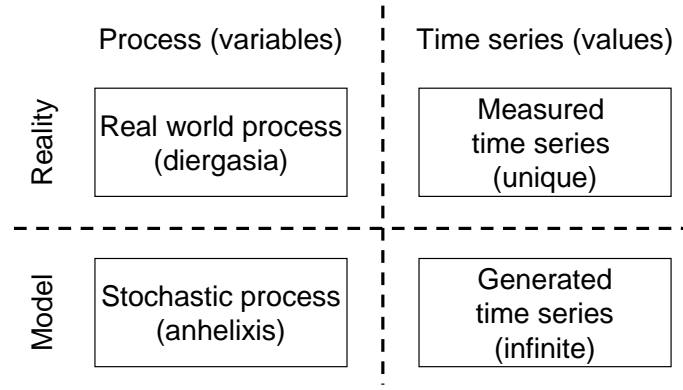 Process (variables)
Time series (values)
Reality
Real world process
(diergasia)
Measured
time series
(unique)
Model
Stochastic process
(anhelixis)
Generated
time series
(infinite)